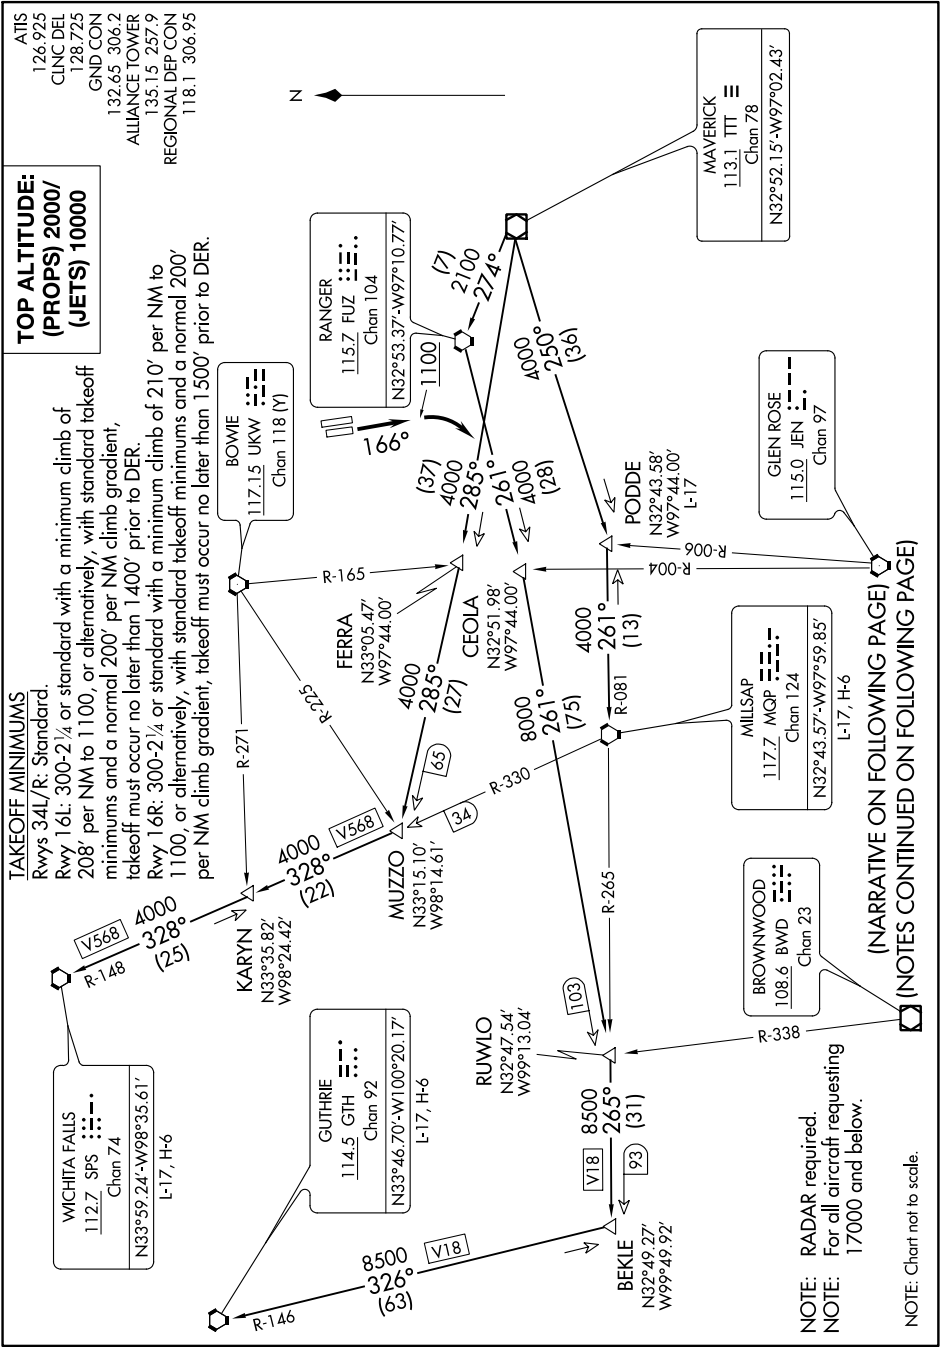 ATIS
126.925
CLNC DEL
128.725
GND CON
132.65 306.2
ALLIANCE TOWER
135.15 257.9
REGIONAL DEP CON
118.1 306.95
TOP ALTITUDE:
(PROPS) 2000/
(JETS) 10000
TAKEOFF MINIMUMS
Rwys 34L/R: Standard.
Rwy 16L: 300-2¼ or standard with a minimum climb of
208′ per NM to 1100, or alternatively, with standard takeoff
minimums and a normal 200′ per NM climb gradient,
takeoff must occur no later than 1400′ prior to DER.
Rwy 16R: 300-2¼ or standard with a minimum climb of 210′ per NM to
1100, or alternatively, with standard takeoff minimums and a normal 200′
per NM climb gradient, takeoff must occur no later than 1500′ prior to DER.
N
WICHITA FALLS
112.7 SPS
Chan 74
N33°59.24′-W98°35.61′
L-17, H-6
V568
4000
328°
(25)
R-148
KARYN
N33°35.82′
W98°24.42′
4000
328°
(22)
V568
R-271
R-225
R-165
BOWIE
117.15 UKW
Chan 118 (Y)
RANGER
115.7 FUZ
Chan 104
N32°53.37′-W97°10.77′
166°
1100
(7)
2100
274°
MAVERICK
113.1 TTT
Chan 78
N32°52.15′-W97°02.43′
MUZZO
N33°15.10′
W98°14.61′
65
34
4000
285°
(27)
FERRA
N33°05.47′
W97°44.00′
(37)
4000
285°
261°
4000
(28)
CEOLA
N32°51.98′
W97°44.00′
4000
250°
(36)
PODDE
N32°43.58′
W97°44.00′
L-17
R-006
R-004
GLEN ROSE
115.0 JEN
Chan 97
4000
261°
(13)
R-081
8000
261°
(75)
R-330
R-265
MILLSAP
117.7 MQP
Chan 124
N32°43.57′-W97°59.85′
L-17, H-6
GUTHRIE
114.5 GTH
Chan 92
N33°46.70′-W100°20.17′
L-17, H-6
RUWLO
N32°47.54′
W99°13.04′
103
8500
265°
(31)
V18
93
BEKLE
N32°49.27′
W99°49.92′
8500
326°
(63)
V18
R-146
BROWNWOOD
108.6 BWD
Chan 23
R-338
(NARRATIVE ON FOLLOWING PAGE)
(NOTES CONTINUED ON FOLLOWING PAGE)
NOTE: RADAR required.
NOTE: For all aircraft requesting
17000 and below.
NOTE: Chart not to scale.